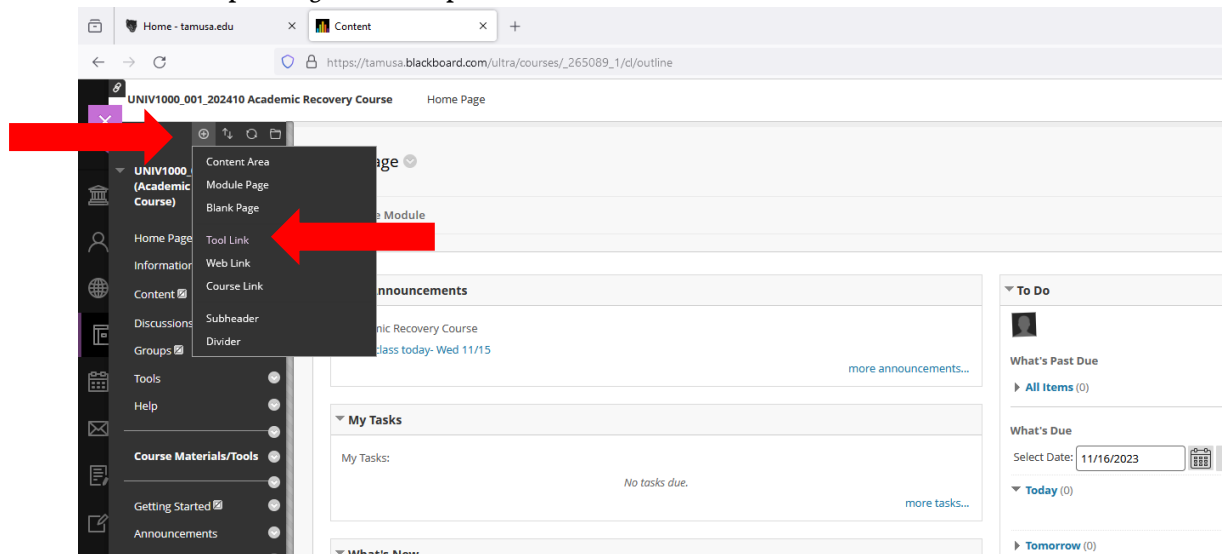 Home - tamusa.edu
Content
https://tamusa.blackboard.com/ultra/courses/_265089_1/cl/outline
UNIV1000_001_202410 Academic Recovery Course Home Page
UNIV1000_
(Academic
Course)
Home Page
Information
Content
Discussions
Groups
Tools
Help
Course Materials/Tools
Getting Started
Announcements
Content Area
Module Page
Blank Page
Tool Link
Web Link
Course Link
Subheader
Divider
age
e Module
nnouncements
nic Recovery Course
class today- Wed 11/15
more announcements...
My Tasks
My Tasks:
No tasks due.
more tasks...
What's New
To Do
What's Past Due
All Items (0)
What's Due
Select Date: 11/16/2023
Today (0)
Tomorrow (0)